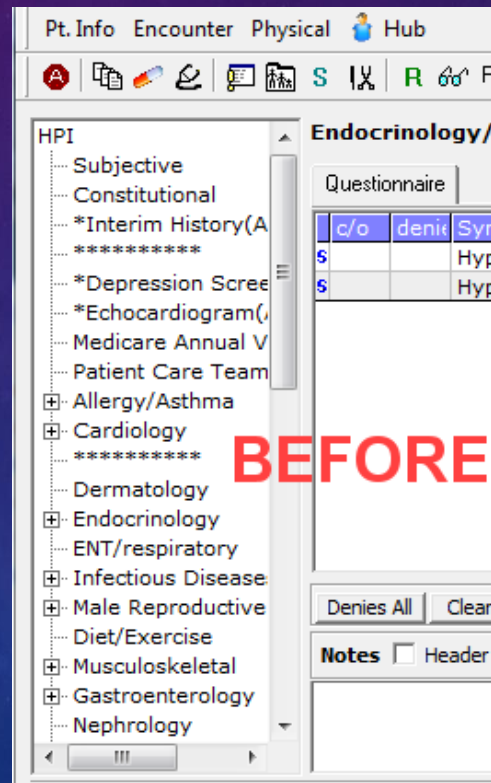 Pt. Info Encounter Physical Hub
A S R
HPI
Subjective
Constitutional
*Interim History(A
**********
*Depression Scree
*Echocardiogram(
Medicare Annual V
Patient Care Team
Allergy/Asthma
Cardiology
**********
Dermatology
Endocrinology
ENT/respiratory
Infectious Disease
Male Reproductive
Diet/Exercise
Musculoskeletal
Gastroenterology
Nephrology
Endocrinology/
Questionnaire
c/o denie Syr
S Hyp
S Hyp
BEFORE
Denies All Clear
Notes Header